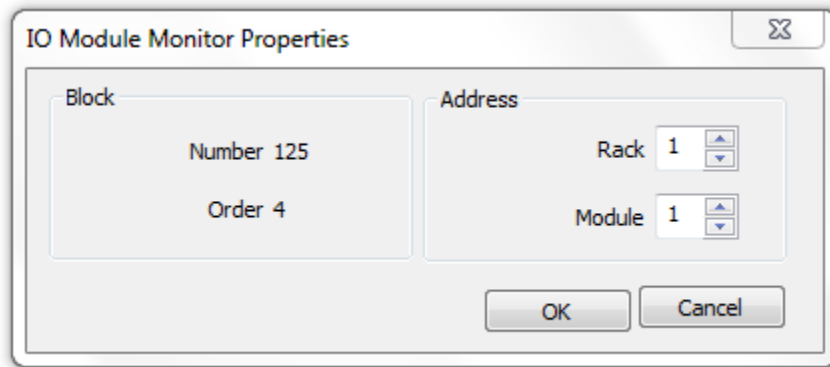 IO Module Monitor Properties
Block
Number 125
Order 4
Address
Rack 1
Module 1
OK
Cancel